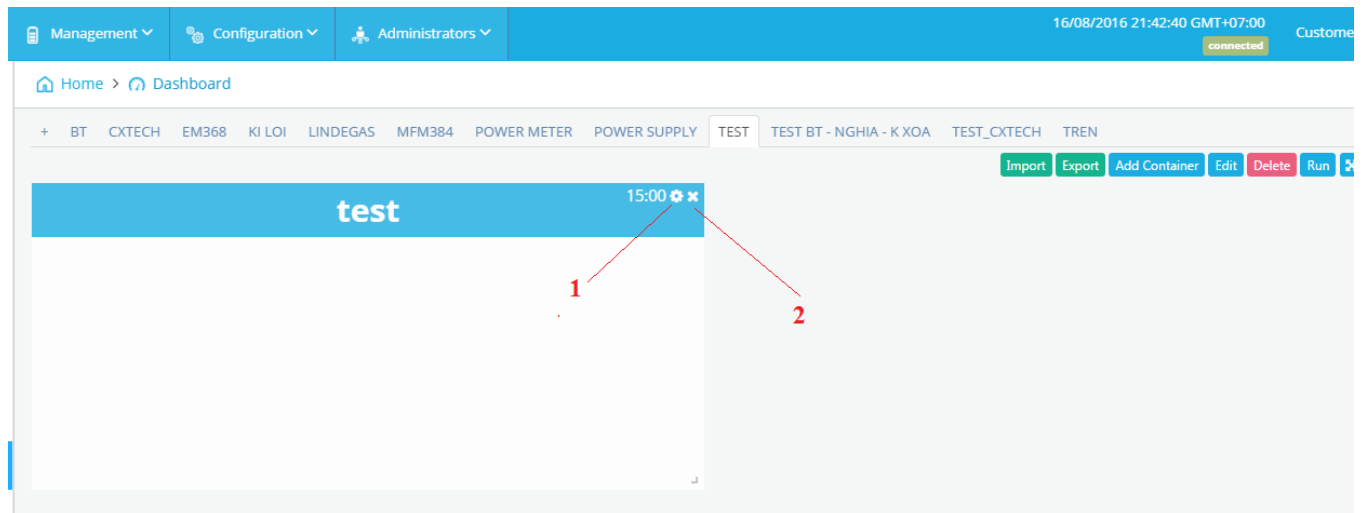 Management Configuration Administrators 16/08/2016 21:42:40 GMT+07:00 Custome
connected
Home > Dashboard
+ BT CXTECH EM368 KI LOI LINDEGAS MFM384 POWER METER POWER SUPPLY TEST TEST BT - NGHIA - K XOA TEST_CXTECH TREN
Import Export Add Container Edit Delete Run
test 15:00
1
2